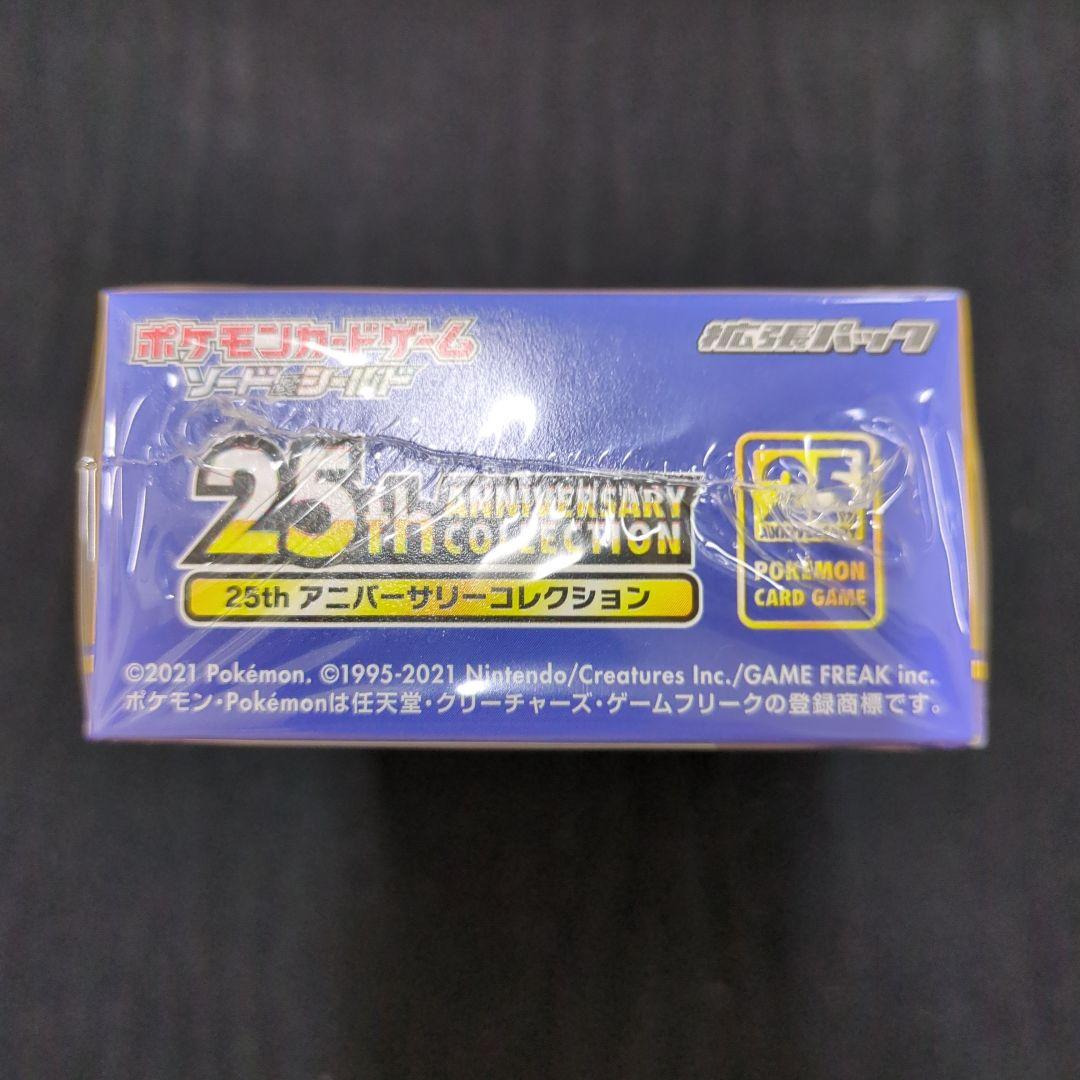 ポケモンカードゲーム
ソード&シールド
拡張パック
25th ANNIVERSARY
COLLECTION
25th アニバーサリーコレクション
25
ANNIVERSARY
POKÉMON
CARD GAME
©2021 Pokémon. ©1995-2021 Nintendo/Creatures Inc./GAME FREAK inc.
ポケモン・Pokémonは任天堂・クリーチャーズ・ゲームフリークの登録商標です。